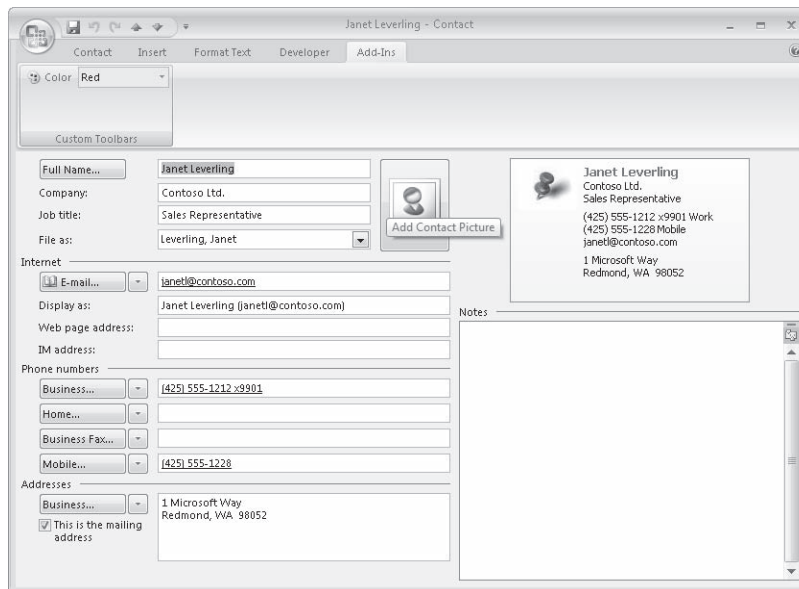 Janet Leverling - Contact
Contact Insert Format Text Developer Add-Ins
Color Red
Custom Toolbars
Full Name... Janet Leverling
Company: Contoso Ltd.
Job title: Sales Representative
File as: Leverling, Janet
Add Contact Picture
Janet Leverling
Contoso Ltd.
Sales Representative
(425) 555-1212 x9901 Work
(425) 555-1228 Mobile
janetl@contoso.com
1 Microsoft Way
Redmond, WA 98052
Internet
E-mail... janetl@contoso.com
Display as: Janet Leverling (janetl@contoso.com)
Web page address:
IM address:
Phone numbers
Business... (425) 555-1212 x9901
Home...
Business Fax...
Mobile... (425) 555-1228
Addresses
Business... 1 Microsoft Way
Redmond, WA 98052
This is the mailing
address
Notes